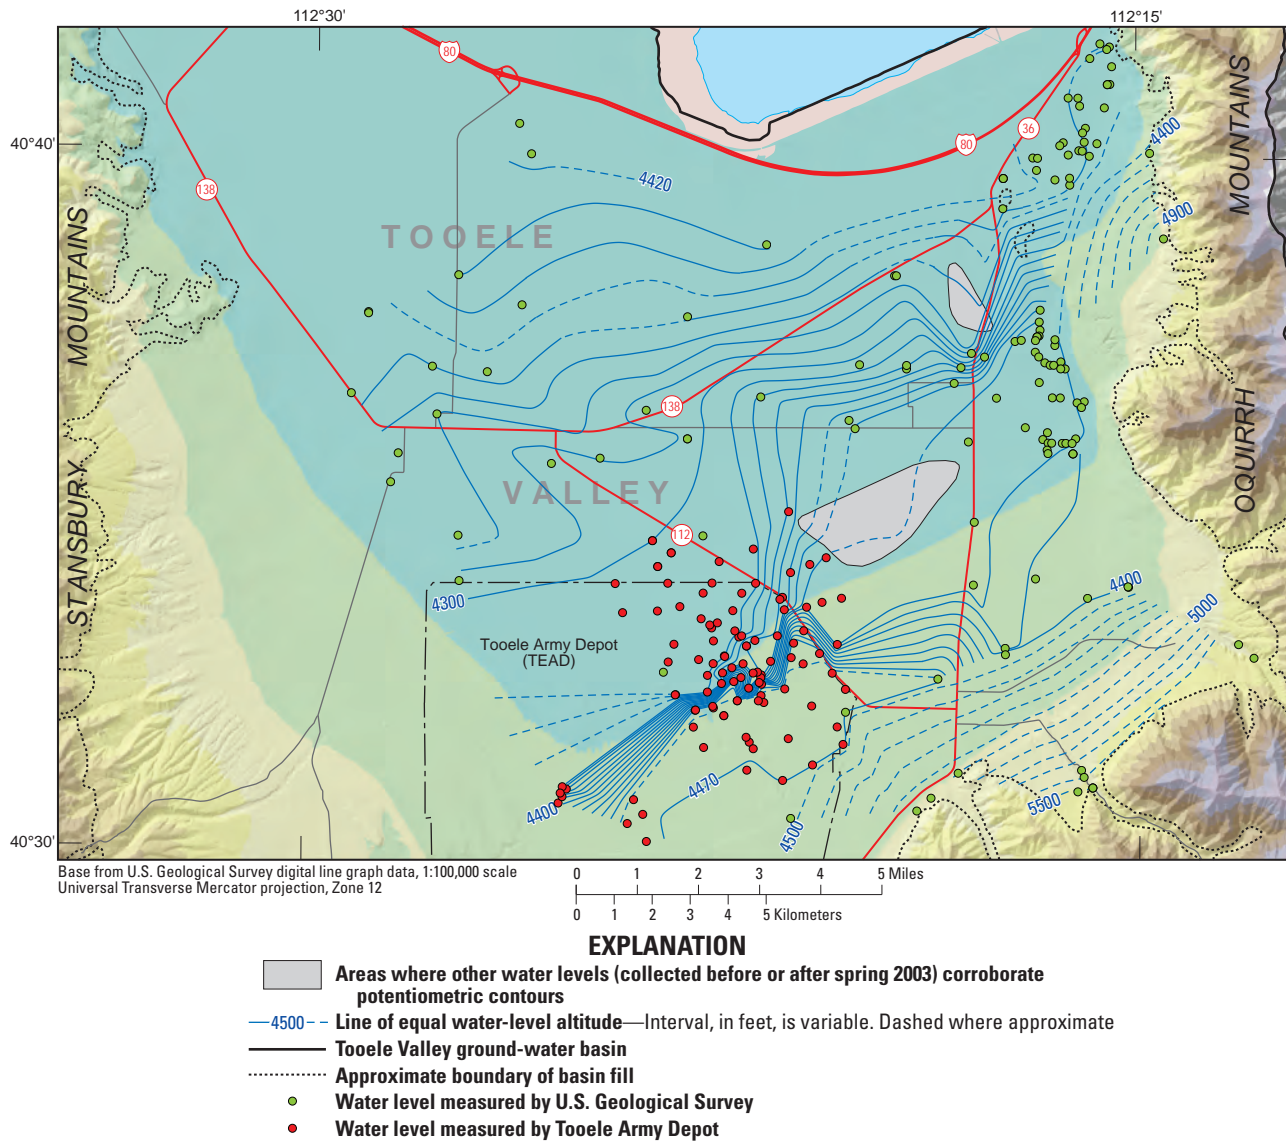 112°30'
112°15'
80
4400
MOUNTAINS
36
40°40'
80
138
4420
4900
TOOELE
MOUNTAINS
138
VALLEY
OQUIRRH
STANSBURY
112
4300
4400
5000
Tooele Army Depot
(TEAD)
4470
4400
5500
4500
40°30'
Base from U.S. Geological Survey digital line graph data, 1:100,000 scale
Universal Transverse Mercator projection, Zone 12
0 1 2 3 4 5 Miles
0 1 2 3 4 5 Kilometers
EXPLANATION
Areas where other water levels (collected before or after spring 2003) corroborate
potentiometric contours
4500 Line of equal water-level altitude—Interval, in feet, is variable. Dashed where approximate
Tooele Valley ground-water basin
Approximate boundary of basin fill
Water level measured by U.S. Geological Survey
Water level measured by Tooele Army Depot